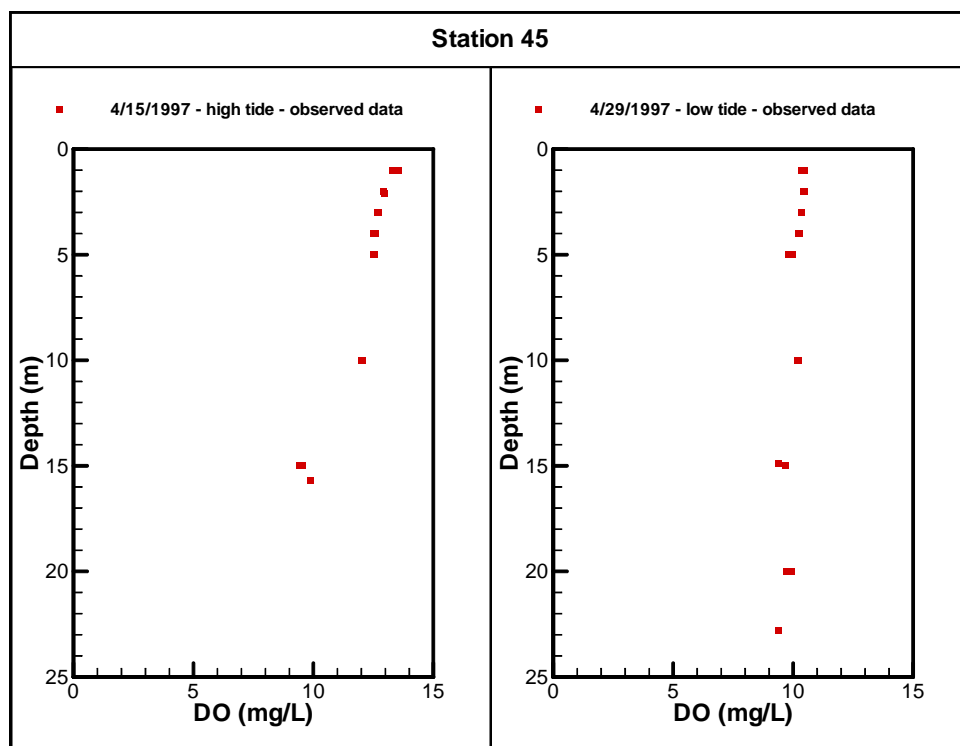 Station 45
4/15/1997 - high tide - observed data
0
5
10
15
20
25
Depth (m)
0 5 10 15
DO (mg/L)
4/29/1997 - low tide - observed data
0
5
10
15
20
25
Depth (m)
0 5 10 15
DO (mg/L)